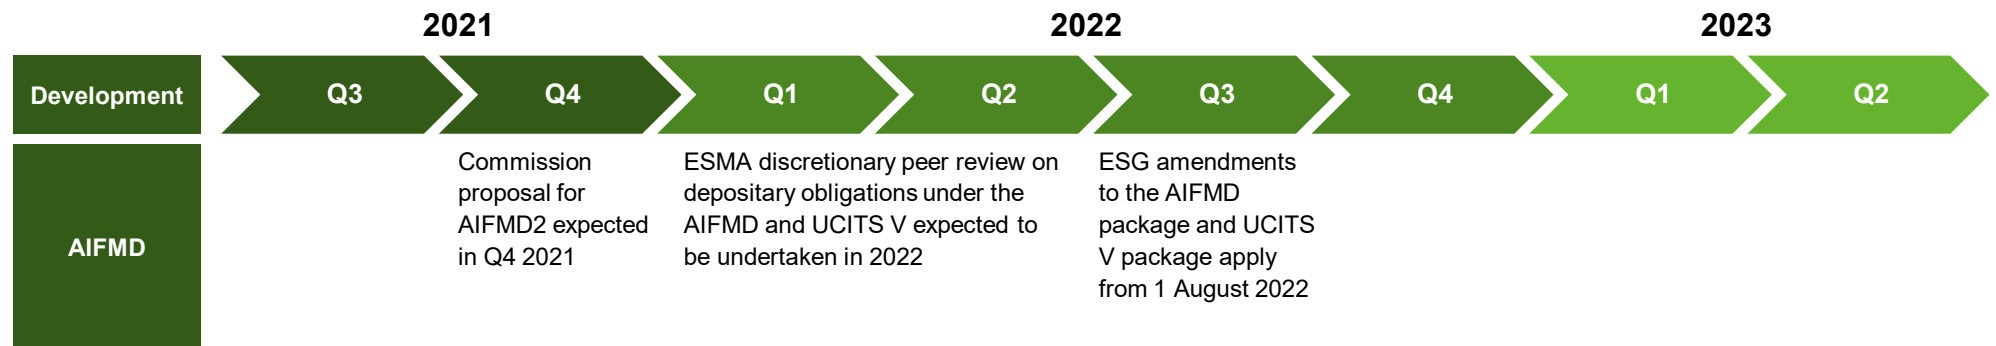 2021
2022
2023
Development
Q3
Q4
Q1
Q2
Q3
Q4
Q1
Q2
AIFMD
Commission
proposal for
AIFMD2 expected
in Q4 2021
ESMA discretionary peer review on
depositary obligations under the
AIFMD and UCITS V expected to
be undertaken in 2022
ESG amendments
to the AIFMD
package and UCITS
V package apply
from 1 August 2022